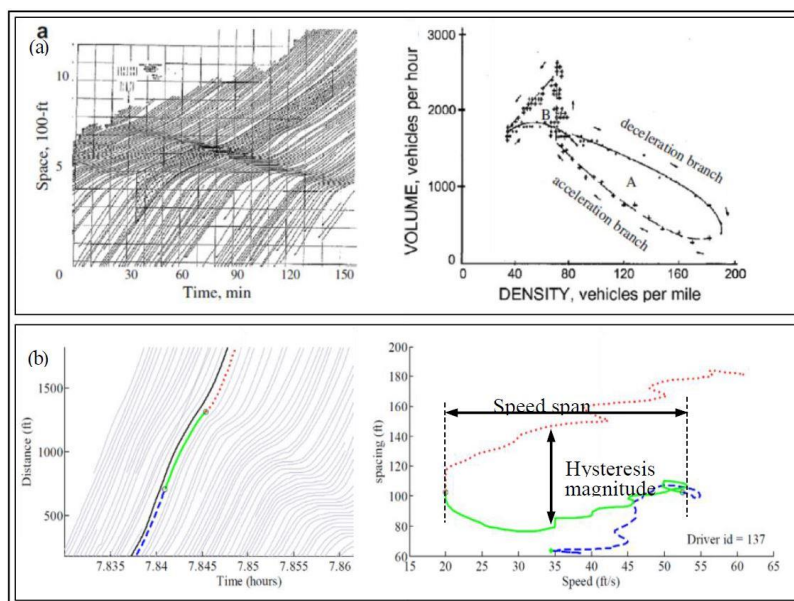 a
(a)
10
5
0
Space, 100-ft
0 30 60 90 120 150
Time, min
3000
2000
1000
0
VOLUME, vehicles per hour
B
A
deceleration branch
acceleration branch
0 40 80 120 160 200
DENSITY, vehicles per mile
(b)
1500
1000
500
Distance (ft)
7.835 7.84 7.845 7.85 7.855 7.86
Time (hours)
200
180
160
140
120
100
80
60
spacing (ft)
Speed span
Hysteresis
magnitude
Driver id = 137
15 20 25 30 35 40 45 50 55 60 65
Speed (ft/s)